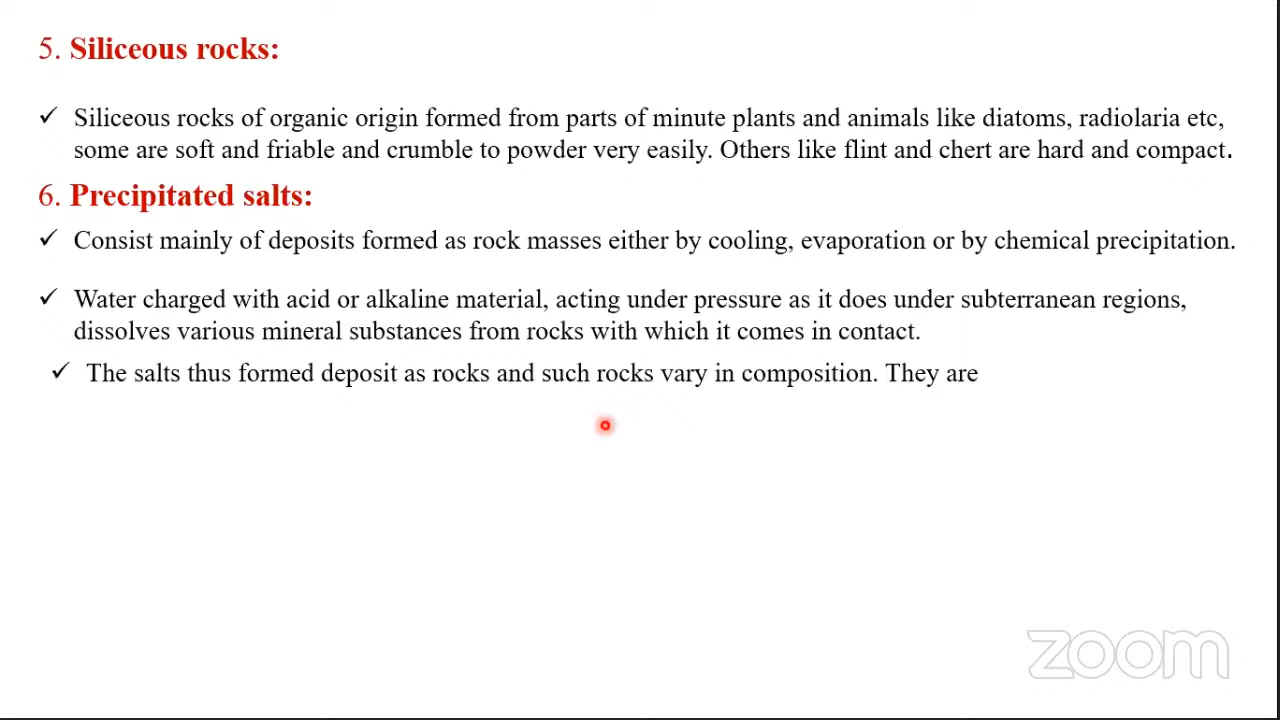 5. Siliceous rocks:
✓ Siliceous rocks of organic origin formed from parts of minute plants and animals like diatoms, radiolaria etc,
some are soft and friable and crumble to powder very easily. Others like flint and chert are hard and compact.
6. Precipitated salts:
✓ Consist mainly of deposits formed as rock masses either by cooling, evaporation or by chemical precipitation.
✓ Water charged with acid or alkaline material, acting under pressure as it does under subterranean regions,
dissolves various mineral substances from rocks with which it comes in contact.
✓ The salts thus formed deposit as rocks and such rocks vary in composition. They are
zoom